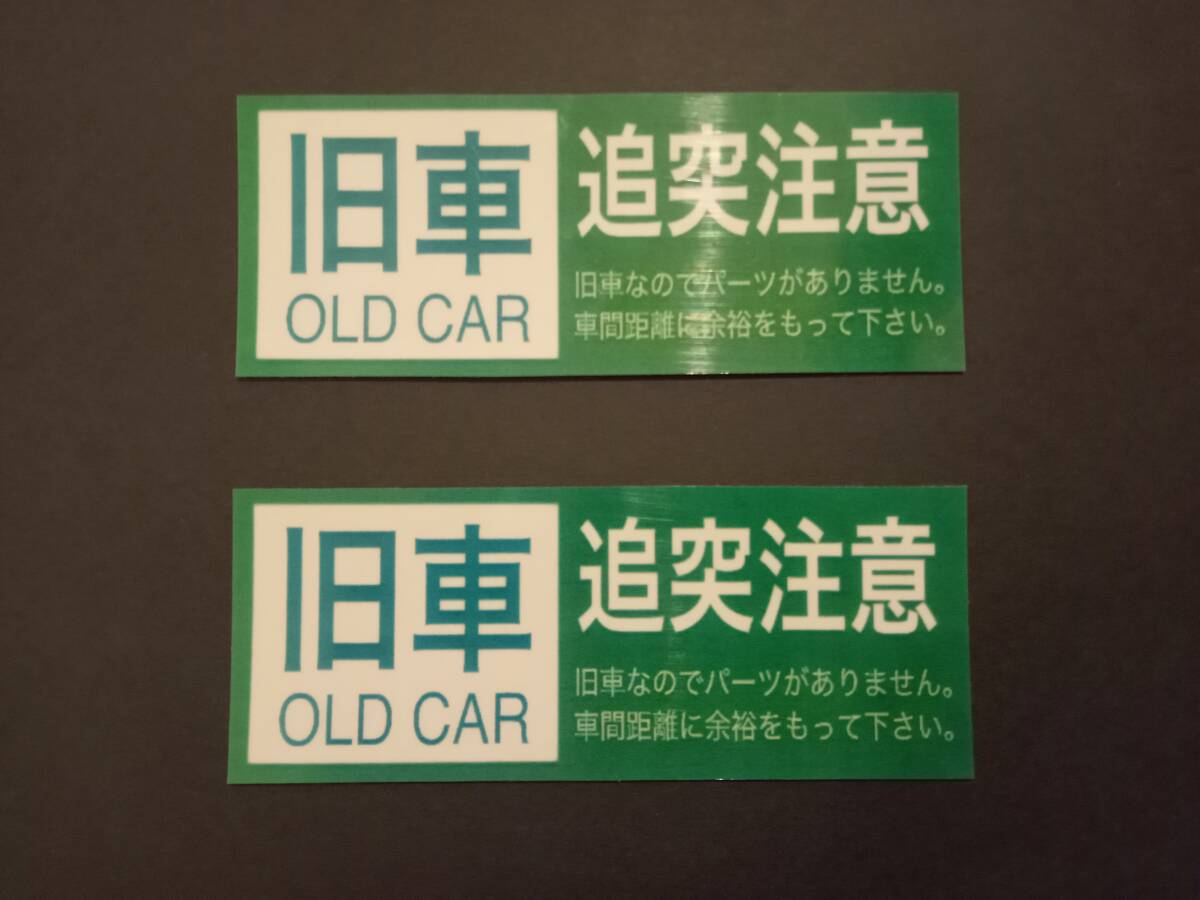 旧車
OLD CAR
追突注意
旧車なのでパーツがありません。
車間距離に余裕をもって下さい。
旧車
OLD CAR
追突注意
旧車なのでパーツがありません。
車間距離に余裕をもって下さい。